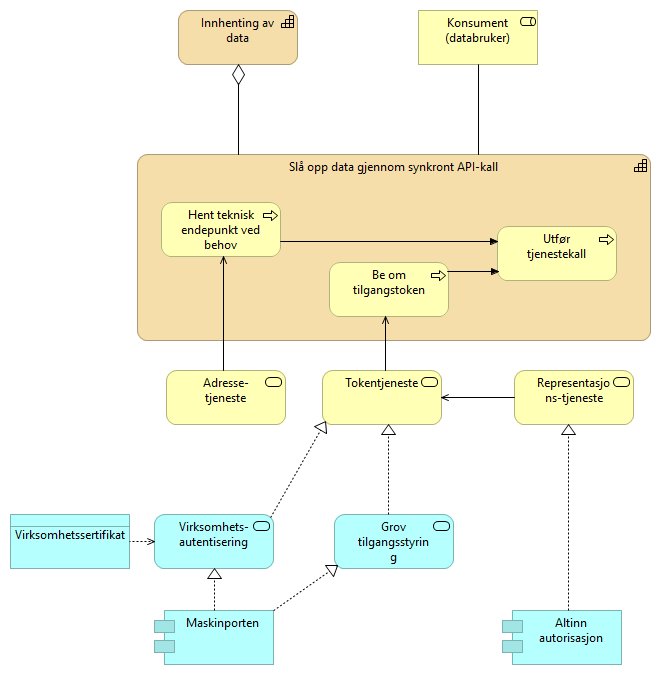 Innhenting av
data
Konsument
(databruker)
Slå opp data gjennom synkront API-kall
Hent teknisk
endepunkt ved
behov
Utfør
tjenestekall
Be om
tilgangstoken
Adresse-
tjeneste
Tokentjeneste
Representasjo
ns-tjeneste
Virksomhetssertifikat
Virksomhets-
autentisering
Grov
tilgangsstyrin
g
Maskinporten
Altinn
autorisasjon